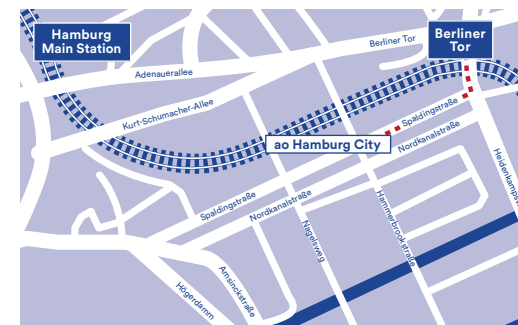 Hamburg
Main Station
Berliner
Tor
Berliner Tor
Adenauerallee
Kurt-Schumacher-Allee
Spaldingstraße
Nordkanalstraße
ao Hamburg City
Heidenkampst
Spaldingstraße
Nordkanalstraße
Nagelsweg
Hammerbrookstraße
Amsinckstraße
Högerdamm